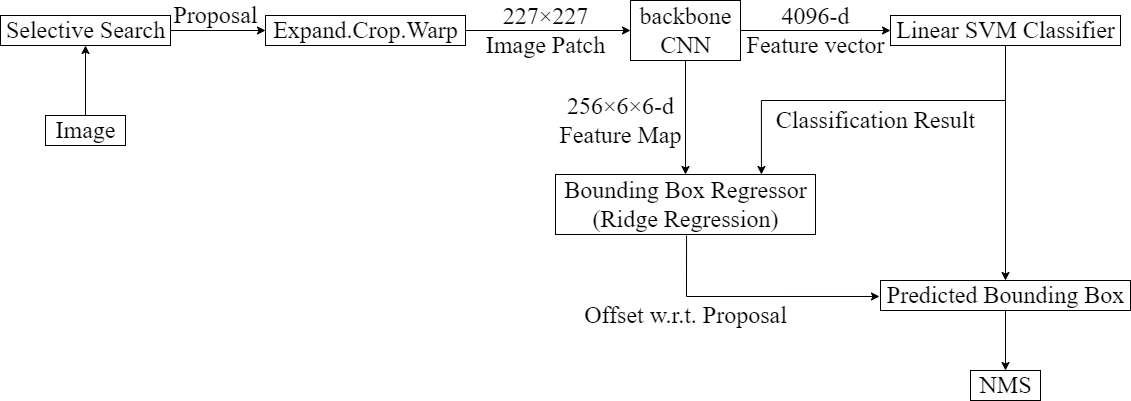 Proposal
Selective Search
Expand.Crop.Warp
227×227
Image Patch
backbone
CNN
4096-d
Feature vector
Linear SVM Classifier
Image
256×6×6-d
Feature Map
Classification Result
Bounding Box Regressor
(Ridge Regression)
Offset w.r.t. Proposal
Predicted Bounding Box
NMS